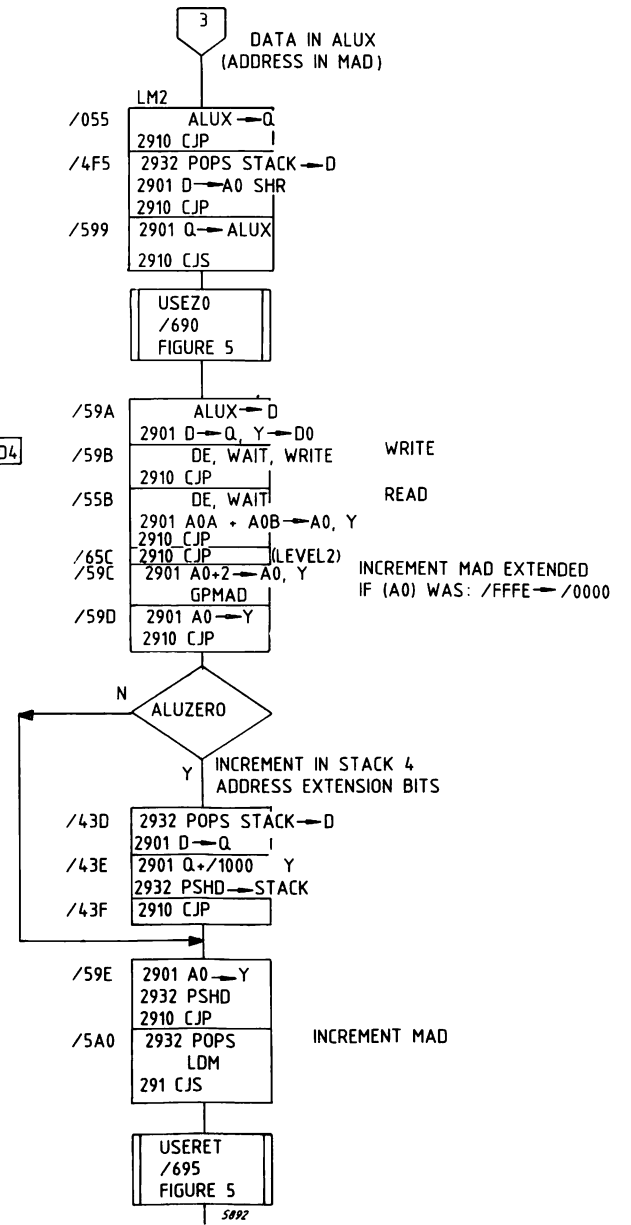 3
DATA IN ALUX
(ADDRESS IN MAD)
LM2
/055 ALUX → Q
2910 CJP
/4F5 2932 POPS STACK → D
2901 D → A0 SHR
2910 CJP
/599 2901 Q → ALUX
2910 CJS
USEZ0
/690
FIGURE 5
/59A ALUX → D
2901 D → Q, Y → D0
D4
/59B DE, WAIT, WRITE WRITE
2910 CJP
/55B DE, WAIT READ
2901 A0A + A0B → A0, Y
2910 CJP
/65C 2910 CJP (LEVEL2)
/59C 2901 A0+2 → A0, Y INCREMENT MAD EXTENDED
GPMAD IF (A0) WAS: /FFFE → /0000
/59D 2901 A0 → Y
2910 CJP
N
ALUZERO
Y INCREMENT IN STACK 4
ADDRESS EXTENSION BITS
/43D 2932 POPS STACK → D
2901 D → Q
/43E 2901 Q+/1000 Y
2932 PSHD → STACK
/43F 2910 CJP
/59E 2901 A0 → Y
2932 PSHD
2910 CJP
/5A0 2932 POPS INCREMENT MAD
LDM
291 CJS
USERET
/695
FIGURE 5
5892